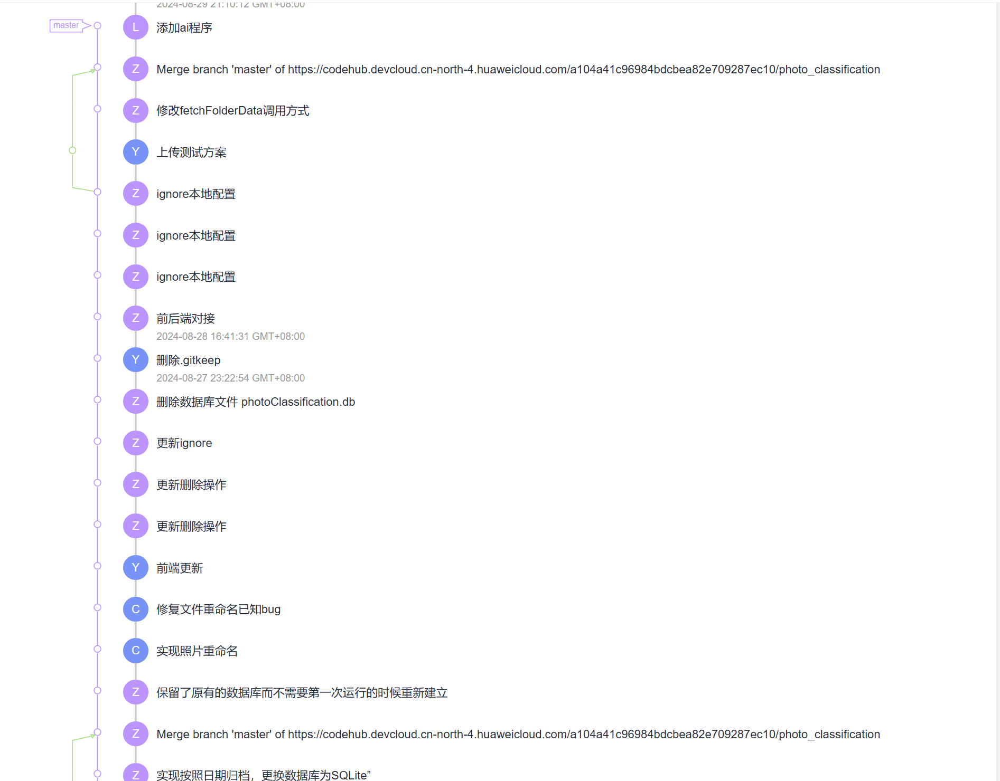 2024-08-29 21:10:12 GMT+08:00
master
L 添加ai程序
Z Merge branch 'master' of https://codehub.devcloud.cn-north-4.huaweicloud.com/a104a41c96984bdcbea82e709287ec10/photo_classification
Z 修改fetchFolderData调用方式
Y 上传测试方案
Z ignore本地配置
Z ignore本地配置
Z ignore本地配置
Z 前后端对接
2024-08-28 16:41:31 GMT+08:00
Y 删除.gitkeep
2024-08-27 23:22:54 GMT+08:00
Z 删除数据库文件 photoClassification.db
Z 更新ignore
Z 更新删除操作
Z 更新删除操作
Y 前端更新
C 修复文件重命名已知bug
C 实现照片重命名
Z 保留了原有的数据库而不需要第一次运行的时候重新建立
Z Merge branch 'master' of https://codehub.devcloud.cn-north-4.huaweicloud.com/a104a41c96984bdcbea82e709287ec10/photo_classification
Z 实现按照日期归档，更换数据库为SQLite”